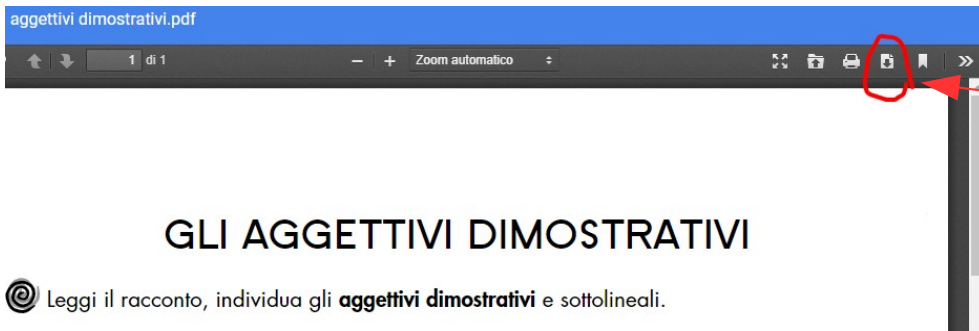 aggettivi dimostrativi.pdf
1 di 1 Zoom automatico
GLI AGGETTIVI DIMOSTRATIVI
Leggi il racconto, individua gli aggettivi dimostrativi e sottolineali.